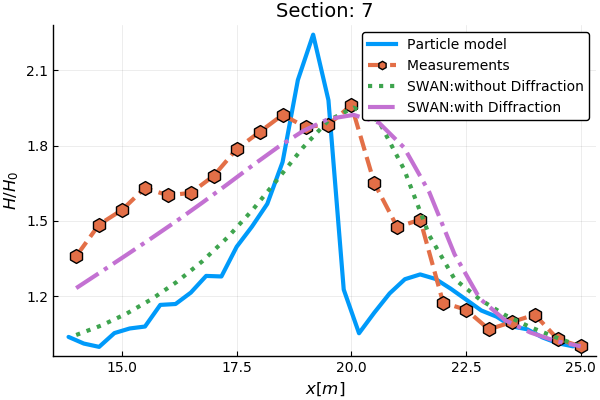 Section: 7
Particle model
Measurements
SWAN:without Diffraction
SWAN:with Diffraction
2.1
1.8
1.5
1.2
H/H₀
15.0 17.5 20.0 22.5 25.0
x[m]